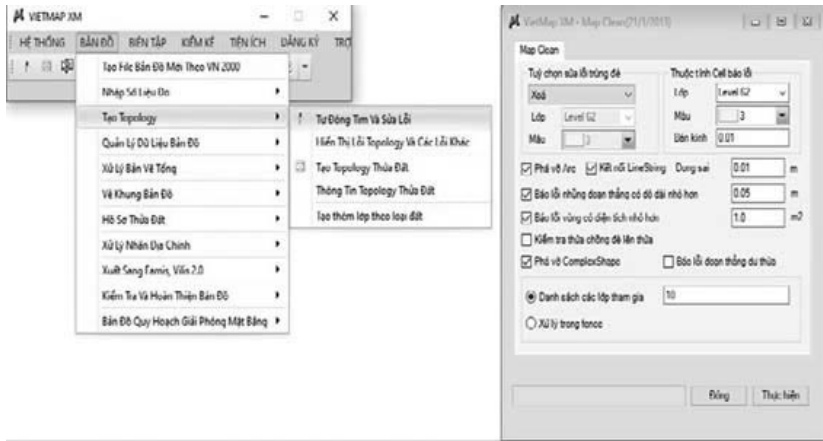 VIETMAP XM
HỆ THỐNG BẢN ĐỒ BIÊN TẬP KIỂM KÊ TIỆN ÍCH ĐĂNG KÝ TRỢ
Tạo File Bản Đồ Mới Theo VN 2000
Nhập Số Liệu Đo
Tạo Topology
Quản Lý Dữ Liệu Bản Đồ
Xử Lý Bản Vẽ Tổng
Vẽ Khung Bản Đồ
Hồ Sơ Thửa Đất
Xử Lý Nhãn Địa Chính
Xuất Sang Famis, Vilis 2.0
Kiểm Tra Và Hoàn Thiện Bản Đồ
Bản Đồ Quy Hoạch Giải Phóng Mặt Bằng
Tự Động Tìm Và Sửa Lỗi
Hiển Thị Lỗi Topology Và Các Lỗi Khác
Tạo Topology Thửa Đất
Thông Tin Topology Thửa Đất
Tạo thêm lớp theo loại đất
VietMap XM - Map Clean(21/1/2013)
Map Clean
Tuỳ chọn sửa lỗi trùng đè
Xoá
Lớp Level 62
Màu 3
Thuộc tính Cell báo lỗi
Lớp Level 62
Màu 3
Bán kính 0.01
Phá vỡ Arc Kết nối LineString Dung sai 0.01 m
Báo lỗi những đoạn thẳng có độ dài nhỏ hơn 0.05 m
Báo lỗi vùng có diện tích nhỏ hơn 1.0 m2
Kiểm tra thửa chồng đè lên thửa
Phá vỡ ComplexShape Báo lỗi đoạn thẳng dư thừa
Danh sách các lớp tham gia 10
Xử lý trong fence
Đóng Thực hiện